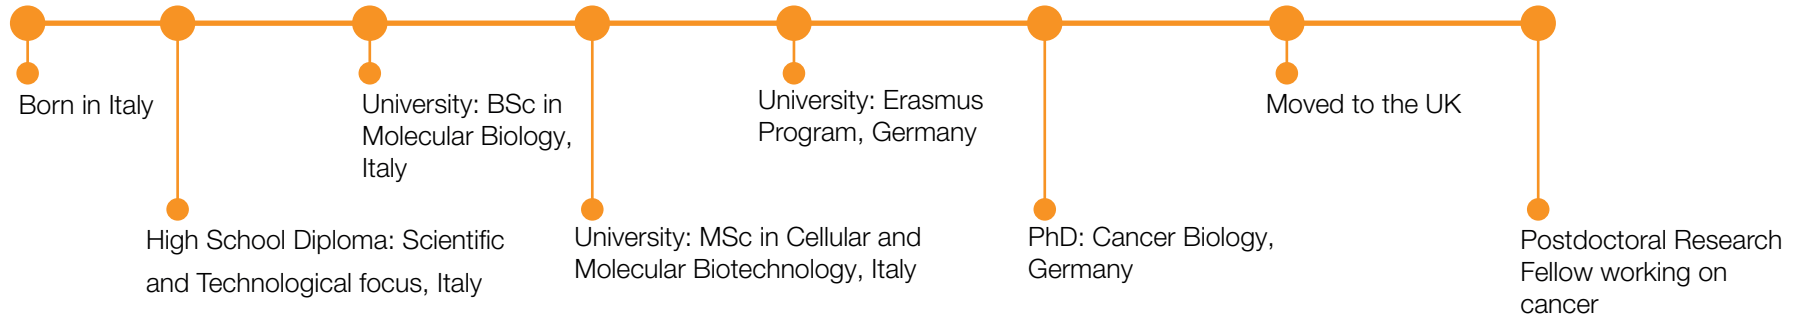 Born in Italy
High School Diploma: Scientific
and Technological focus, Italy
University: BSc in
Molecular Biology,
Italy
University: MSc in Cellular and
Molecular Biotechnology, Italy
University: Erasmus
Program, Germany
PhD: Cancer Biology,
Germany
Moved to the UK
Postdoctoral Research
Fellow working on
cancer